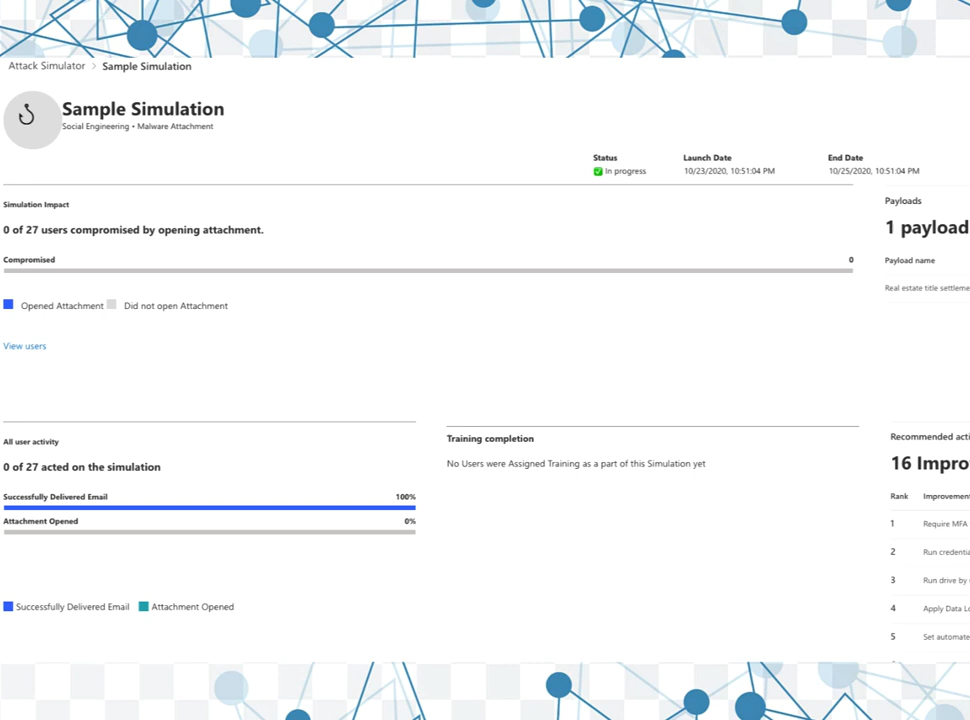 Attack Simulator > Sample Simulation
Sample Simulation
Social Engineering • Malware Attachment
Status
In progress
Launch Date
10/23/2020, 10:51:04 PM
End Date
10/25/2020, 10:51:04 PM
Simulation Impact
0 of 27 users compromised by opening attachment.
Compromised 0
Opened Attachment Did not open Attachment
View users
Payloads
1 payload
Payload name
Real estate title settleme
All user activity
0 of 27 acted on the simulation
Successfully Delivered Email 100%
Attachment Opened 0%
Successfully Delivered Email Attachment Opened
Training completion
No Users were Assigned Training as a part of this Simulation yet
Recommended acti
16 Impro
Rank Improvement
1 Require MFA
2 Run credentia
3 Run drive by
4 Apply Data Lo
5 Set automate